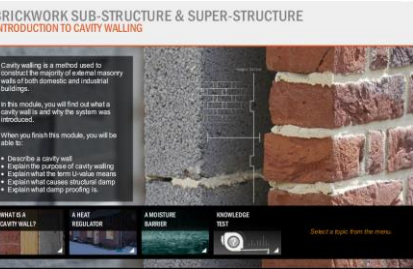 BRICKWORK SUB-STRUCTURE & SUPER-STRUCTURE
INTRODUCTION TO CAVITY WALLING
Cavity walling is a method used to
construct the majority of external masonry
walls of both domestic and industrial
buildings.
In this module, you will find out what a
cavity wall is and why the system was
introduced.
When you finish this module, you will be
able to:
• Describe a cavity wall
• Explain the purpose of cavity walling
• Explain what the term U-value means
• Explain what causes structural damp
• Explain what damp proofing is.
WHAT IS A
CAVITY WALL?
A HEAT
REGULATOR
A MOISTURE
BARRIER
KNOWLEDGE
TEST
Select a topic from the menu.